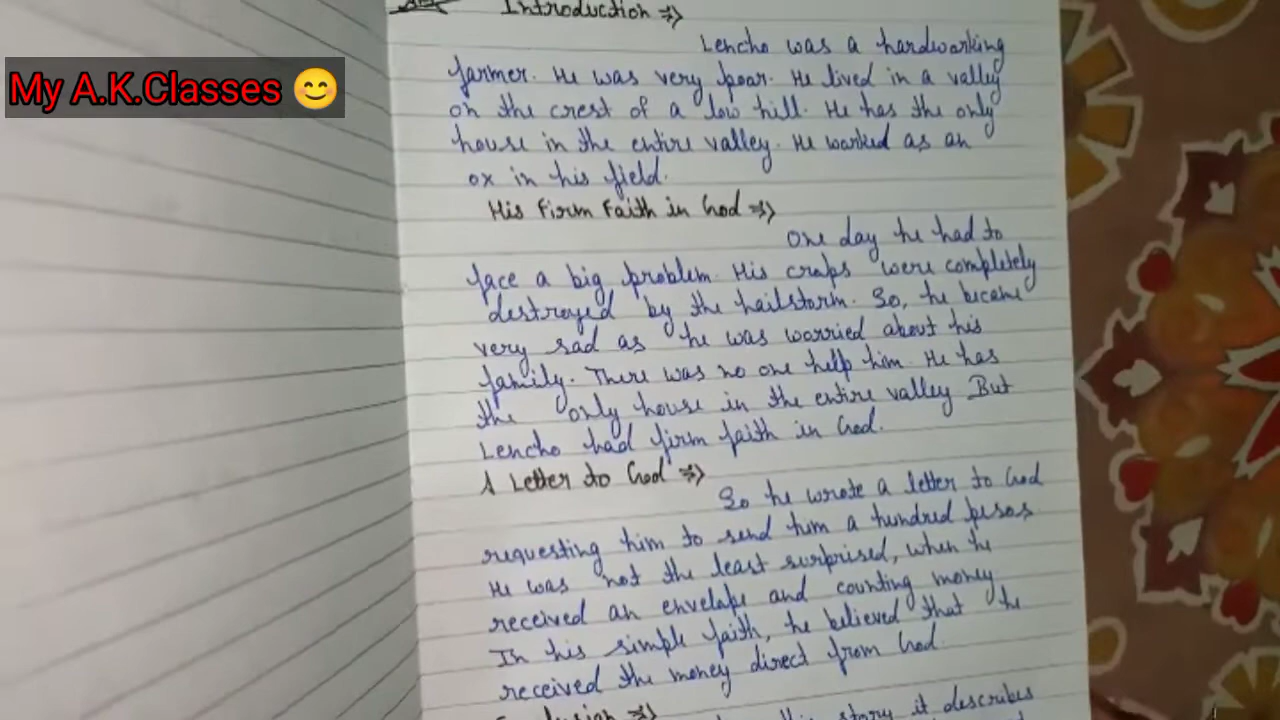 My A.K.Classes 😊
Introduction =>
Lencho was a hardworking
farmer. He was very poor. He lived in a valley
on the crest of a low hill. He has the only
house in the entire valley. He worked as an
ox in his field.
His Firm Faith in God =>
One day he had to
face a big problem. His crops were completely
destroyed by the hailstorm. So, he became
very sad as he was worried about his
family. There was no one help him. He has
the only house in the entire valley But
Lencho had firm faith in God.
A Letter to God =>
So he wrote a letter to God
requesting him to send him a hundred pesos
He was not the least surprised, when he
received an envelope and counting money
In his simple faith, he believed that he
received the money direct from God.
story it describes